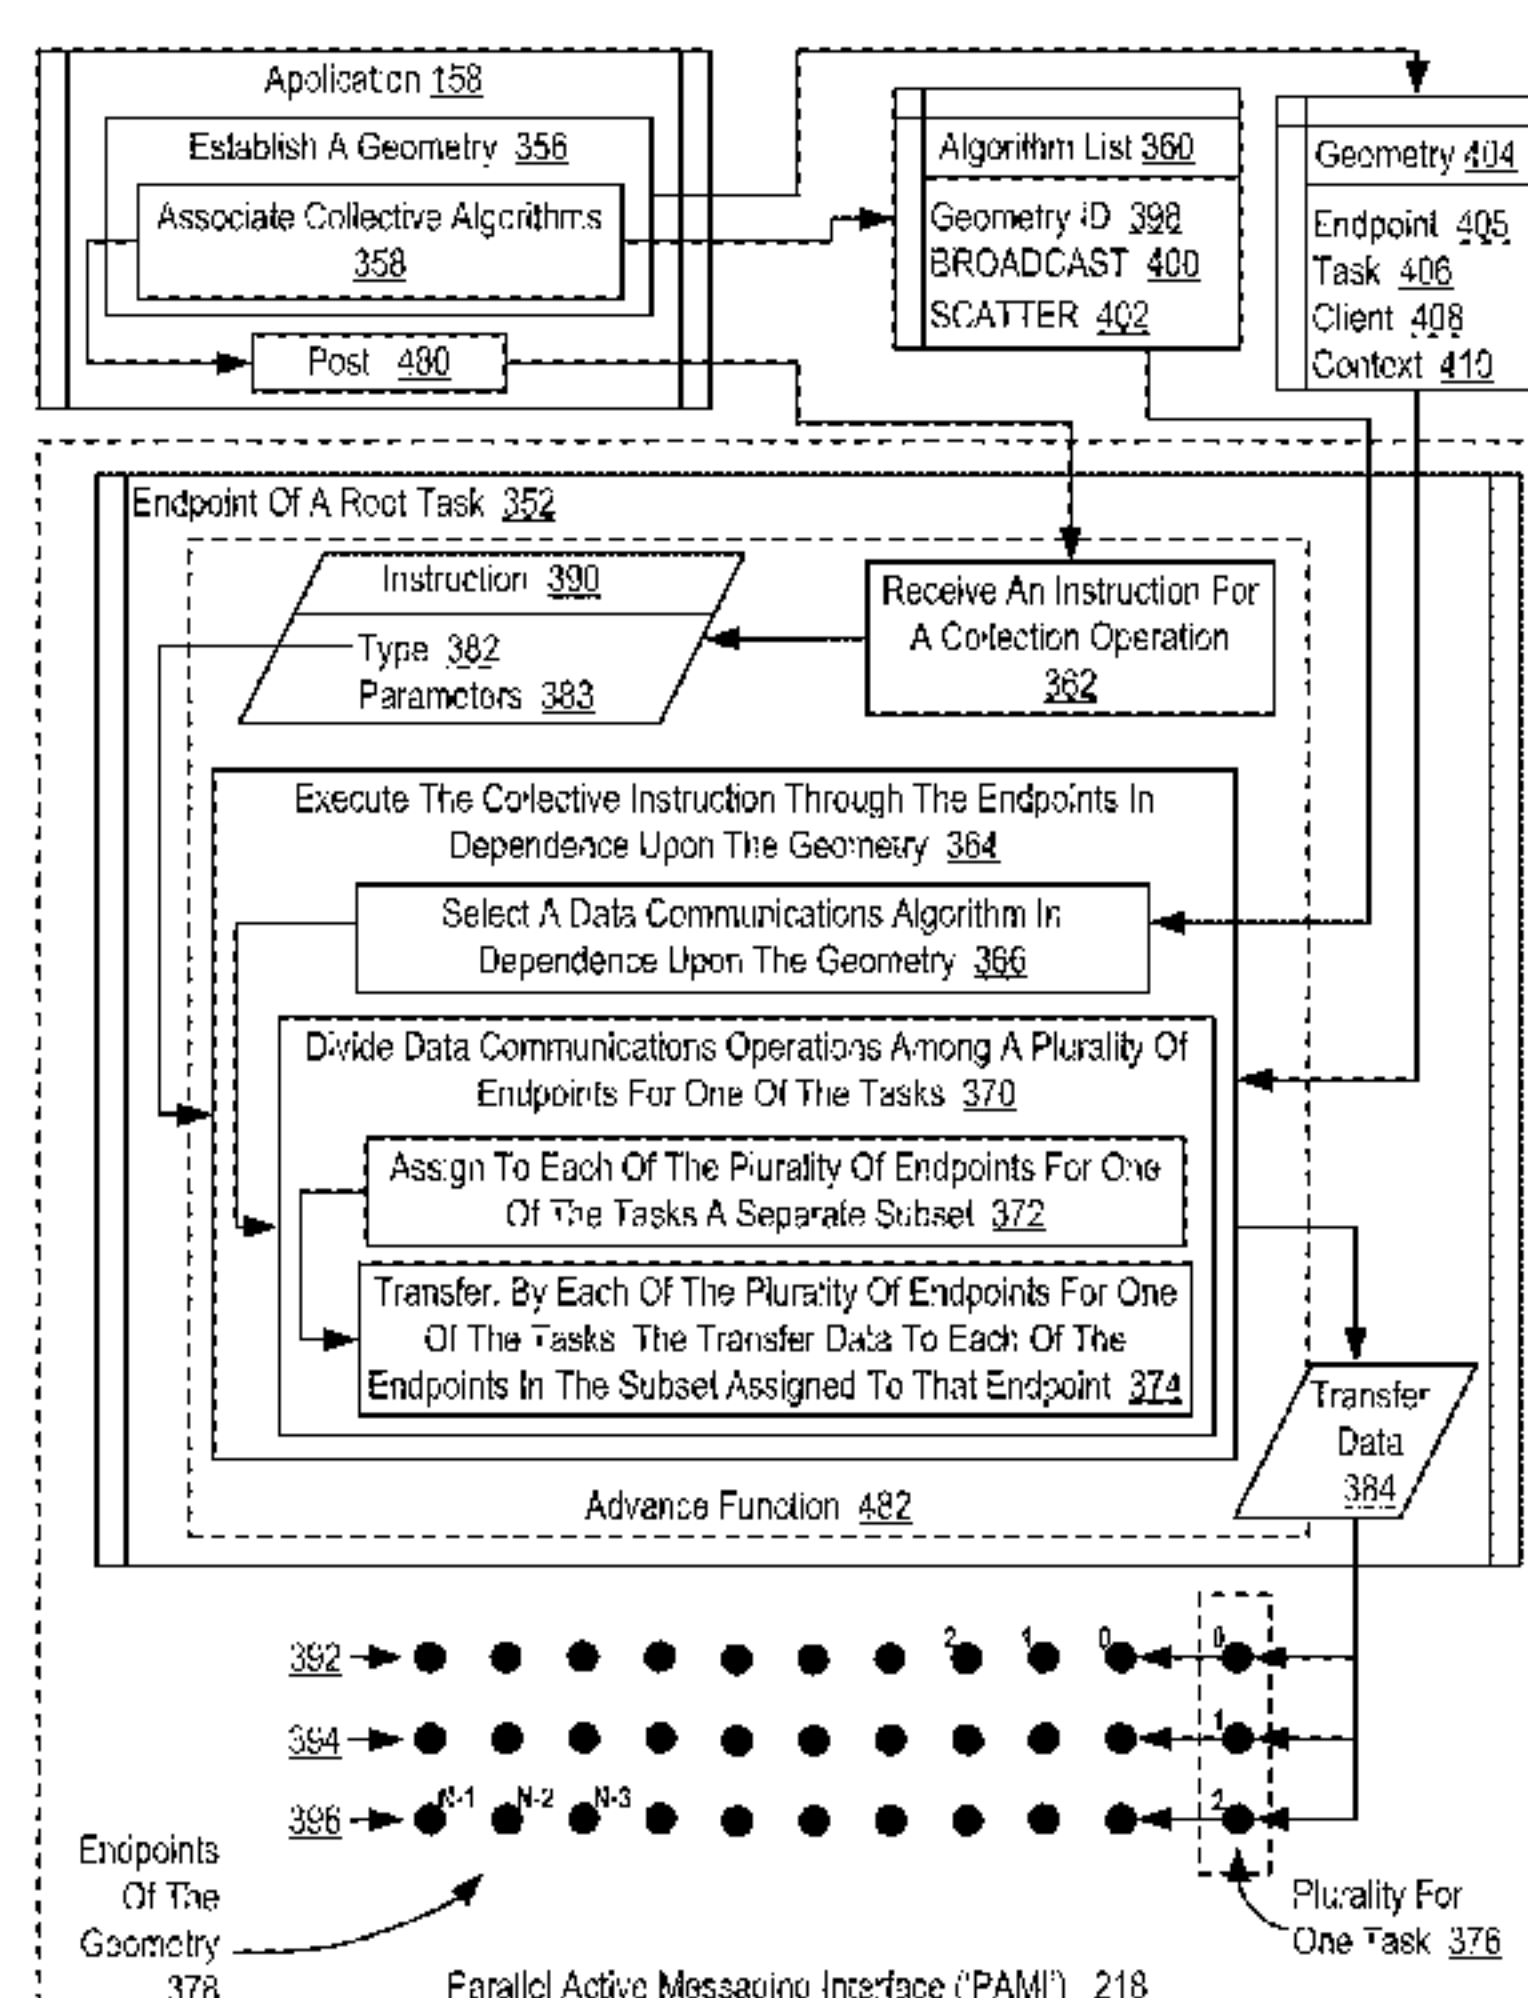 Application 158
Establish A Geometry 356
Associate Collective Algorithms
358
Post 480
Algorithm List 360
Geometry ID 398
BROADCAST 400
SCATTER 402
Geometry 404
Endpoint 405
Task 406
Client 408
Context 410
Endpoint Of A Root Task 352
Instruction 390
Type 382
Parameters 383
Receive An Instruction For
A Collection Operation
362
Execute The Collective Instruction Through The Endpoints In
Dependence Upon The Geometry 364
Select A Data Communications Algorithm In
Dependence Upon The Geometry 366
Divide Data Communications Operations Among A Plurality Of
Endpoints For One Of The Tasks 370
Assign To Each Of The Plurality Of Endpoints For One
Of The Tasks A Separate Subset 372
Transfer, By Each Of The Plurality Of Endpoints For One
Of The Tasks The Transfer Data To Each Of The
Endpoints In The Subset Assigned To That Endpoint 374
Transfer
Data
384
Advance Function 482
392 2 1 0 0
394 1
396 N-1 N-2 N-3 2
Endpoints
Of The
Geometry
378
Plurality For
One Task 376
Parallel Active Messaging Interface ('PAMI') 218